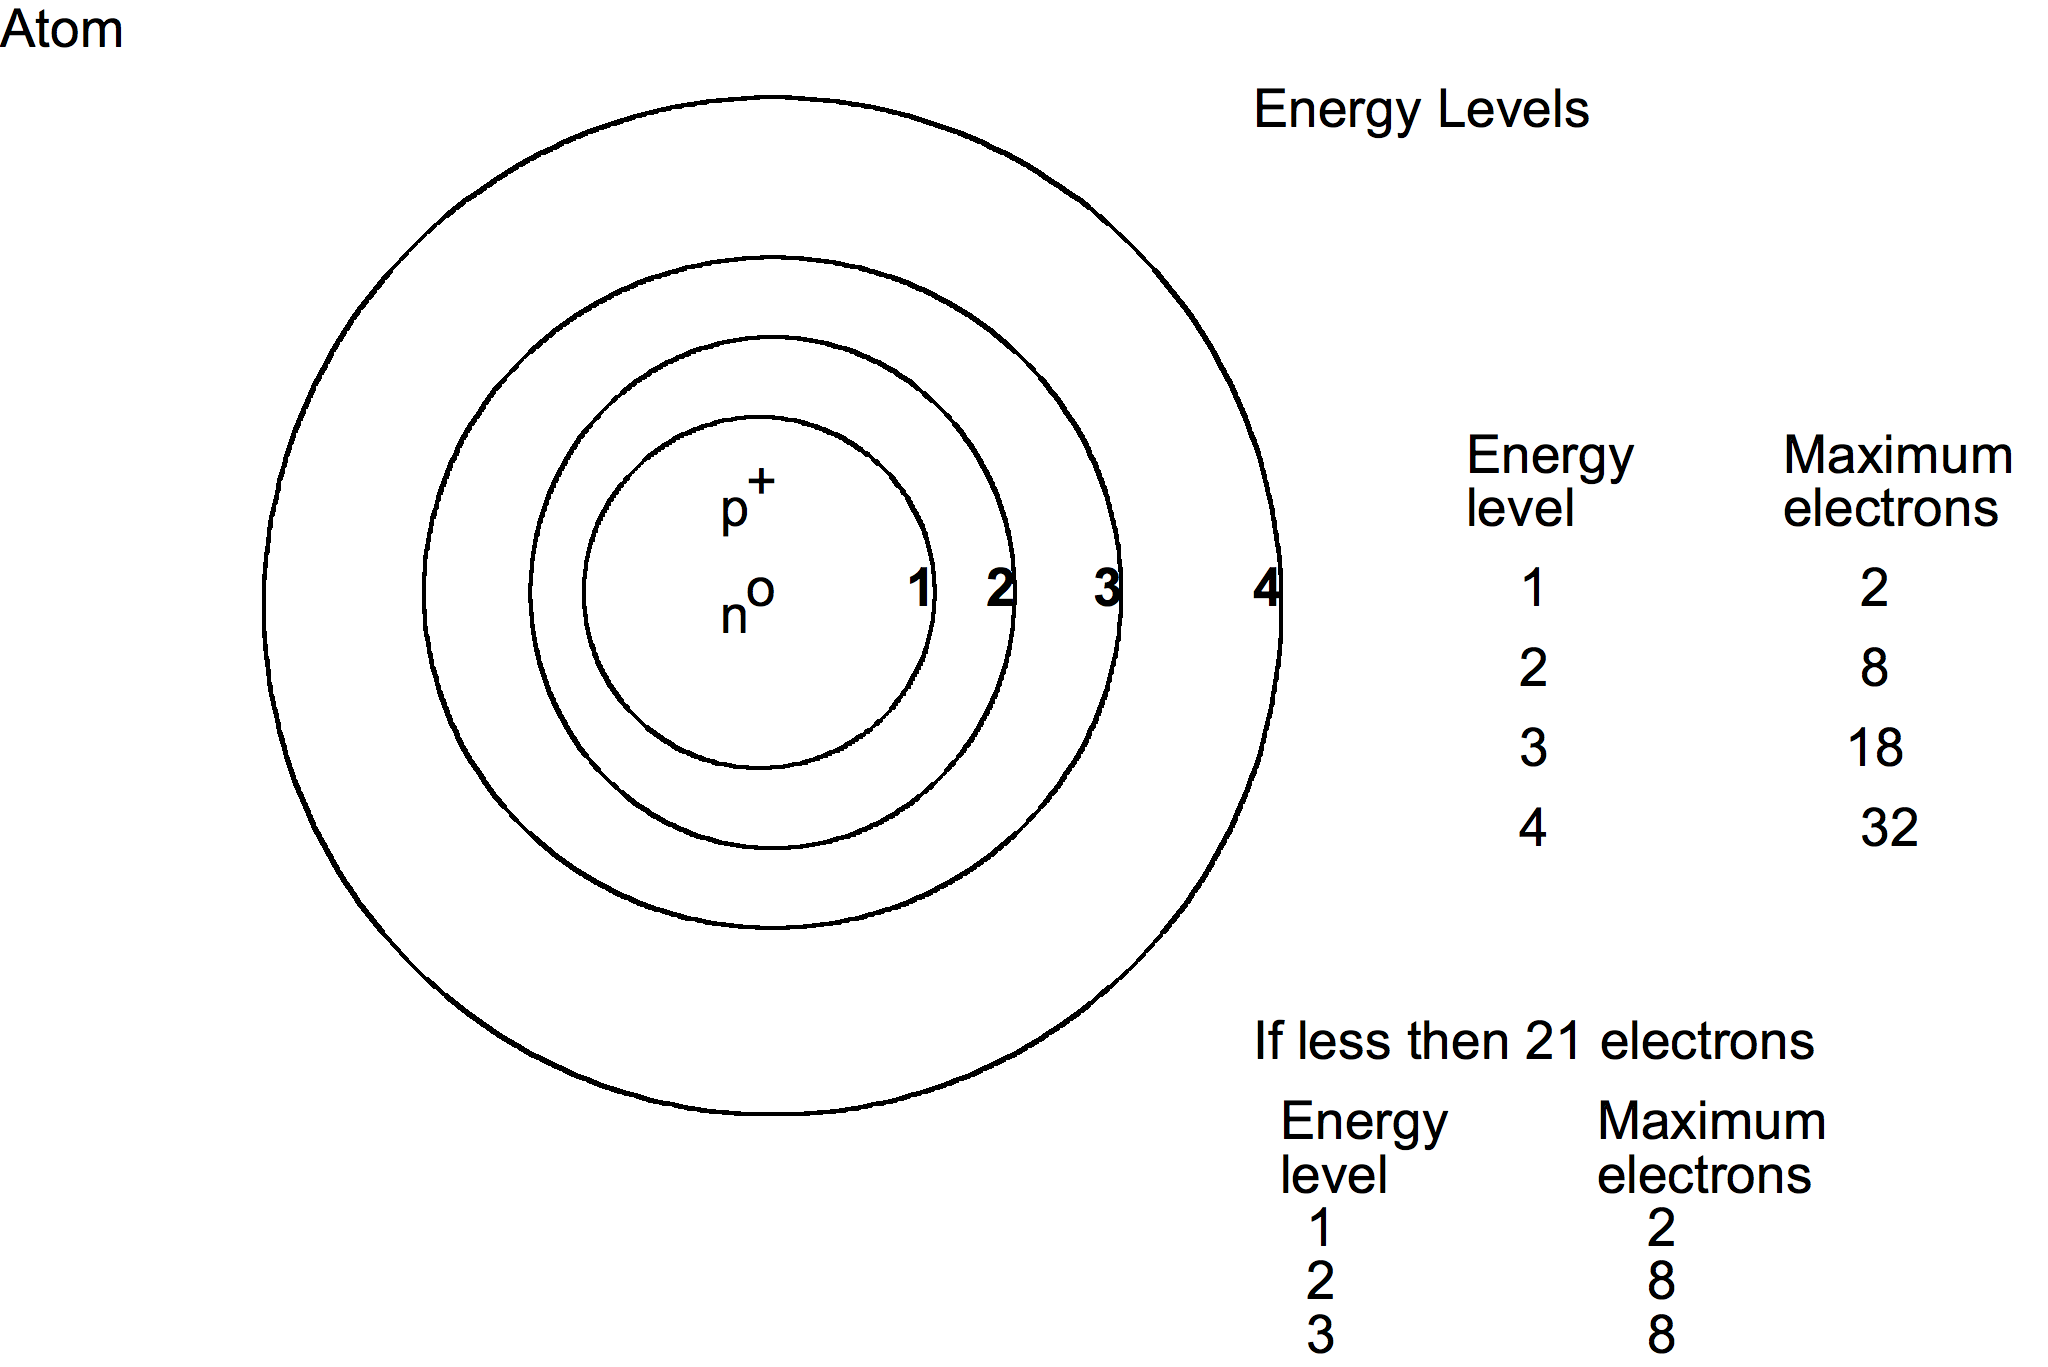 Atom
Energy Levels
p+
no
1 2 3 4
Energy level Maximum electrons
1 2
2 8
3 18
4 32
If less then 21 electrons
Energy level Maximum electrons
1 2
2 8
3 8